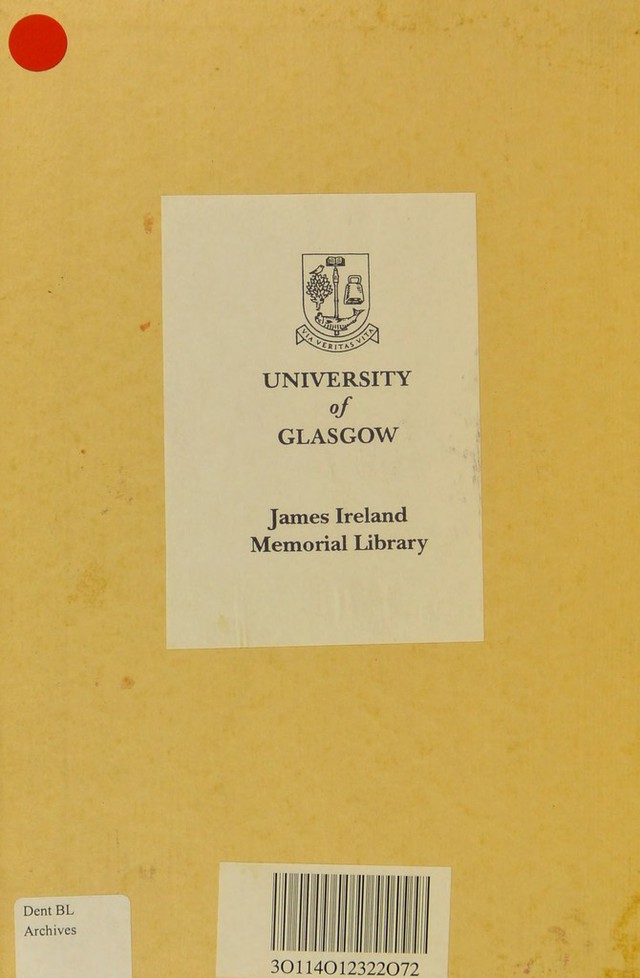 VIA VERITAS VITA
UNIVERSITY
of
GLASGOW
James Ireland
Memorial Library
Dent BL
Archives
30114012322072